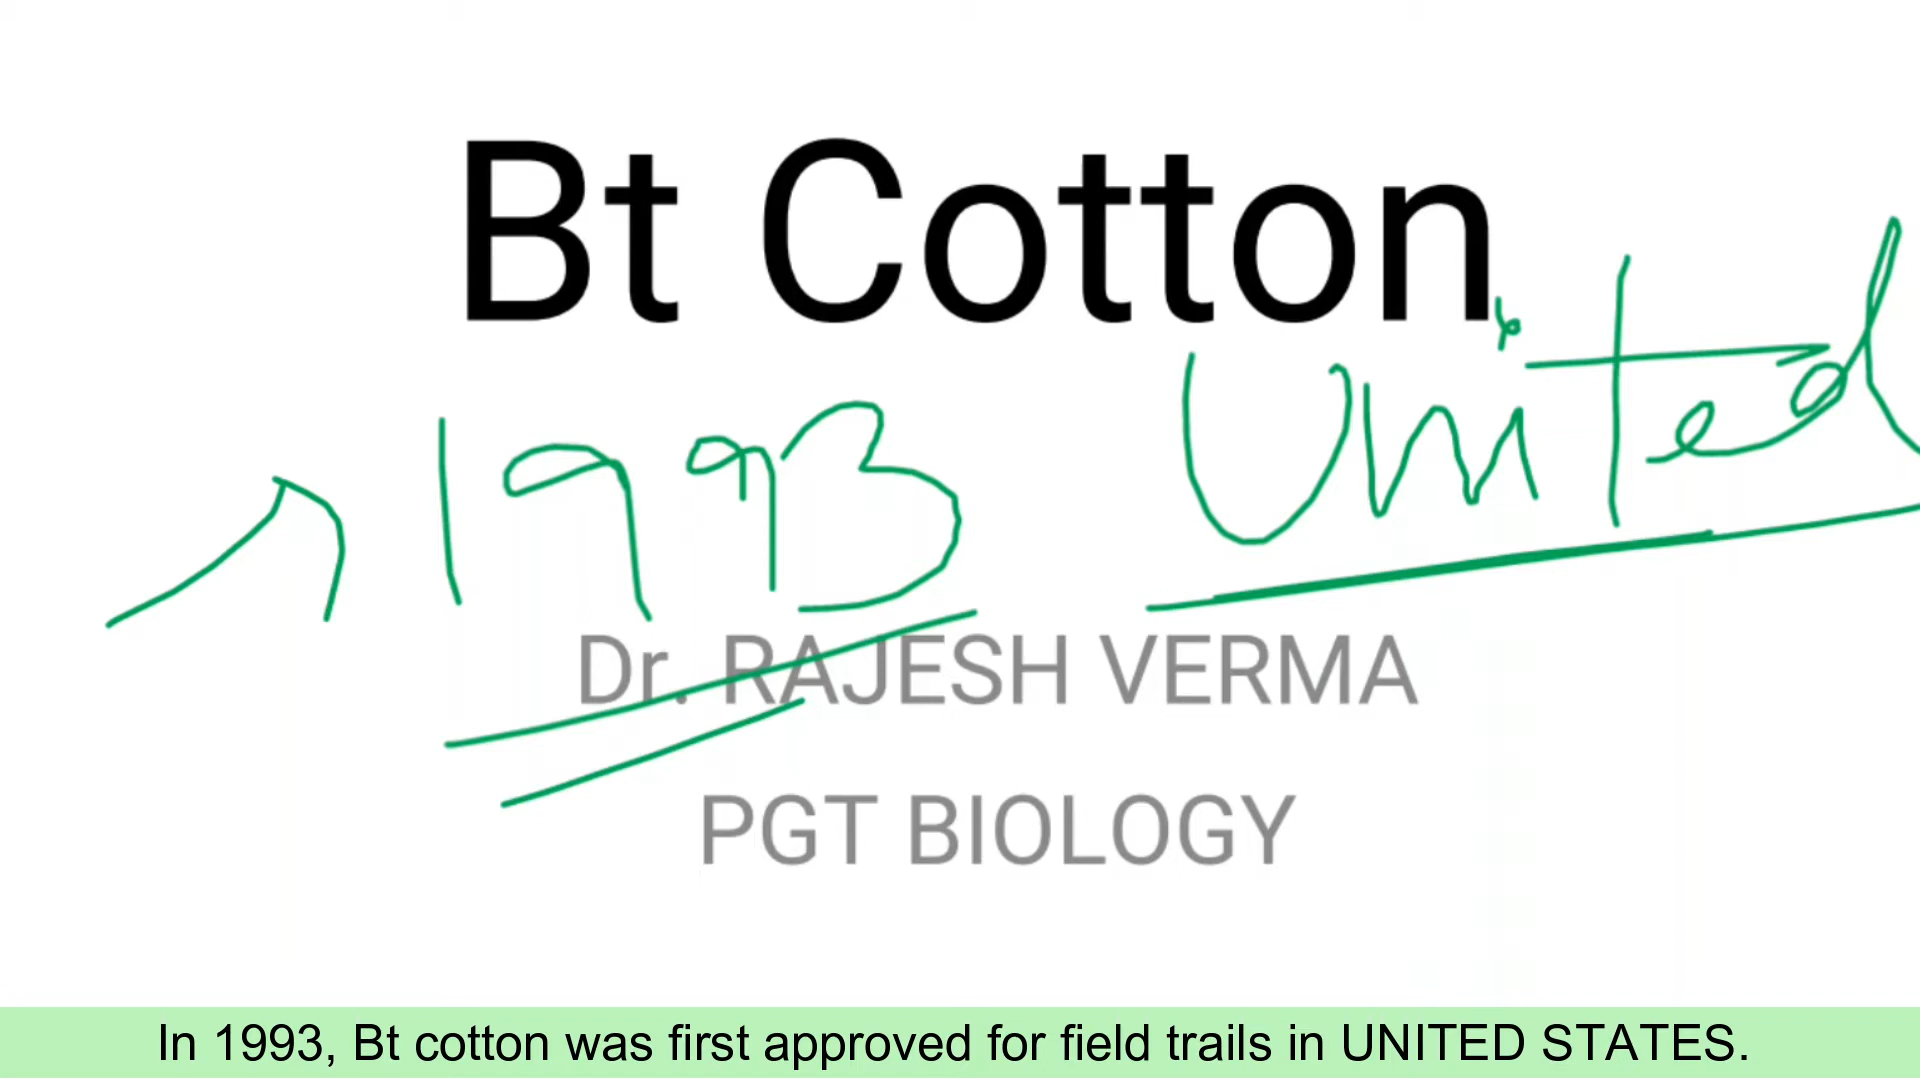 Bt Cotton
1993 United
Dr. RAJESH VERMA
PGT BIOLOGY
In 1993, Bt cotton was first approved for field trails in UNITED STATES.